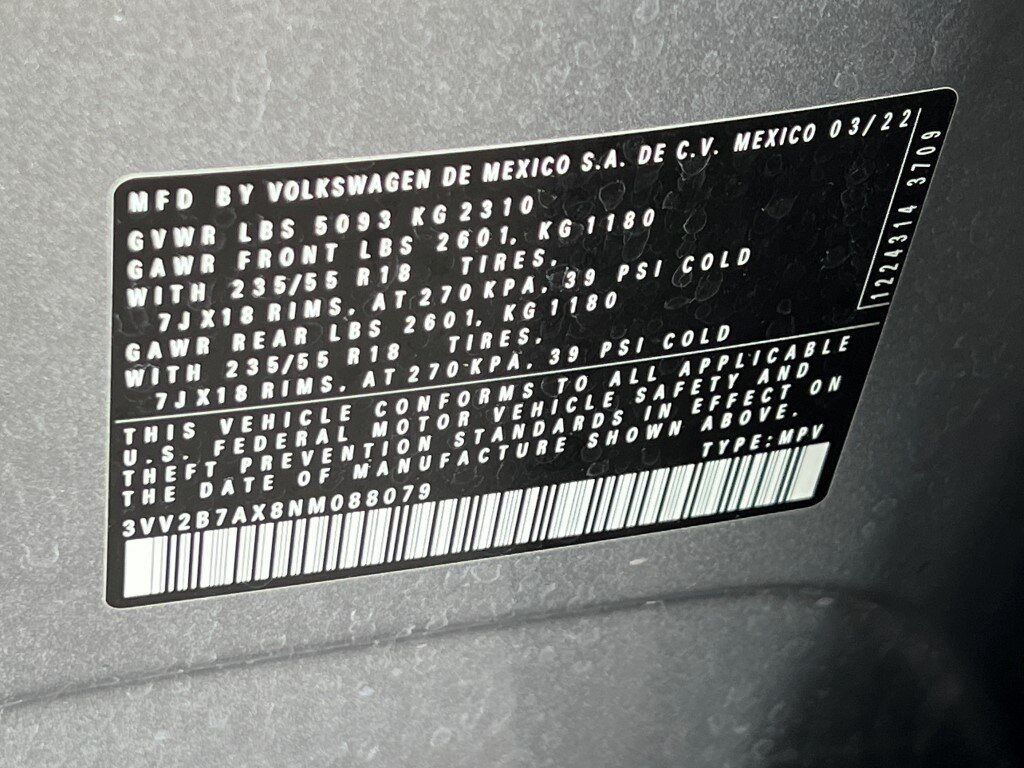 MFD BY VOLKSWAGEN DE MEXICO S.A. DE C.V. MEXICO 03/22
GVWR LBS 5093 KG 2310
GAWR FRONT LBS 2601, KG 1180
WITH 235/55 R18 TIRES,
7JX18 RIMS, AT 270 KPA, 39 PSI COLD
GAWR REAR LBS 2601, KG 1180
WITH 235/55 R18 TIRES,
7JX18 RIMS, AT 270 KPA, 39 PSI COLD
THIS VEHICLE CONFORMS TO ALL APPLICABLE
U.S. FEDERAL MOTOR VEHICLE SAFETY AND
THEFT PREVENTION STANDARDS IN EFFECT ON
THE DATE OF MANUFACTURE SHOWN ABOVE.
3VV2B7AX8NM088079 TYPE: MPV
1224314 3709